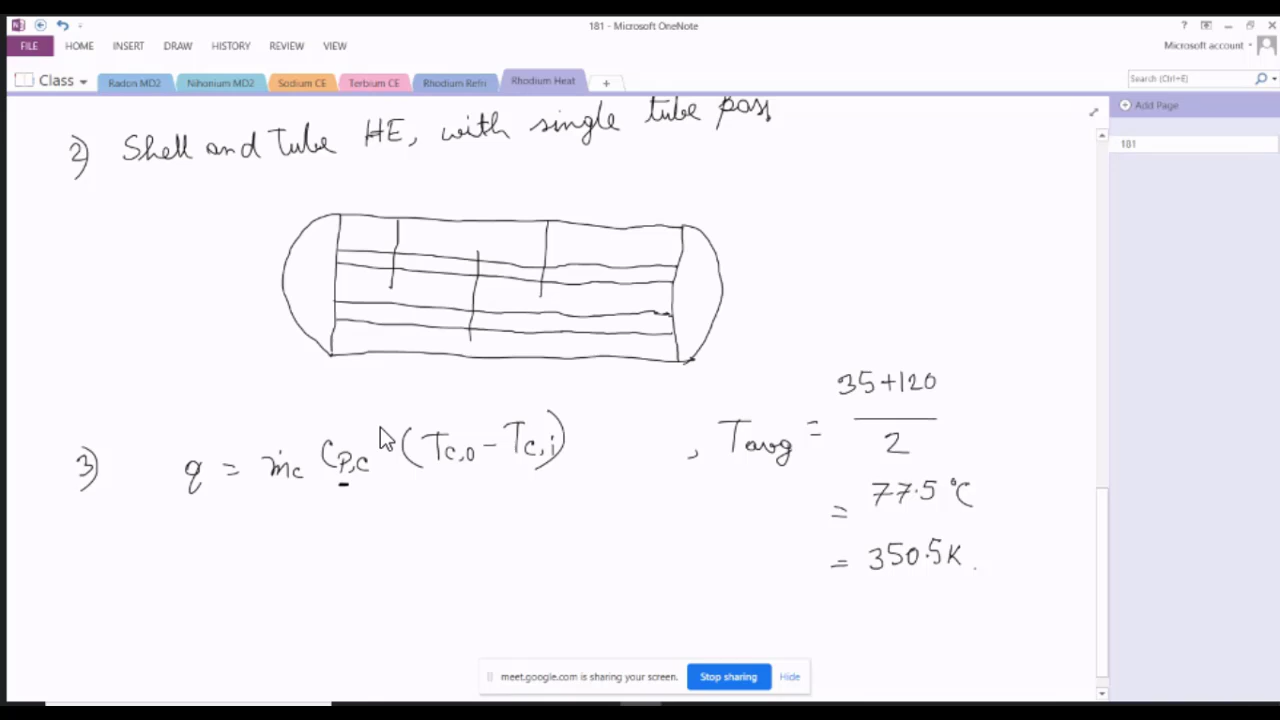 181 - Microsoft OneNote
?
FILE HOME INSERT DRAW HISTORY REVIEW VIEW
Microsoft account
Class
Radon MD2 Nihonium MD2 Sodium CE Terbium CE Rhodium Refri Rhodium Heat +
Search (Ctrl+E)
Add Page
181
2) Shell and Tube HE, with single tube pass
3) q = ṁc Cp,c (Tc,o - Tc,i) , Tavg = 35+120
2
= 77.5 °C
= 350.5K.
meet.google.com is sharing your screen. Stop sharing Hide